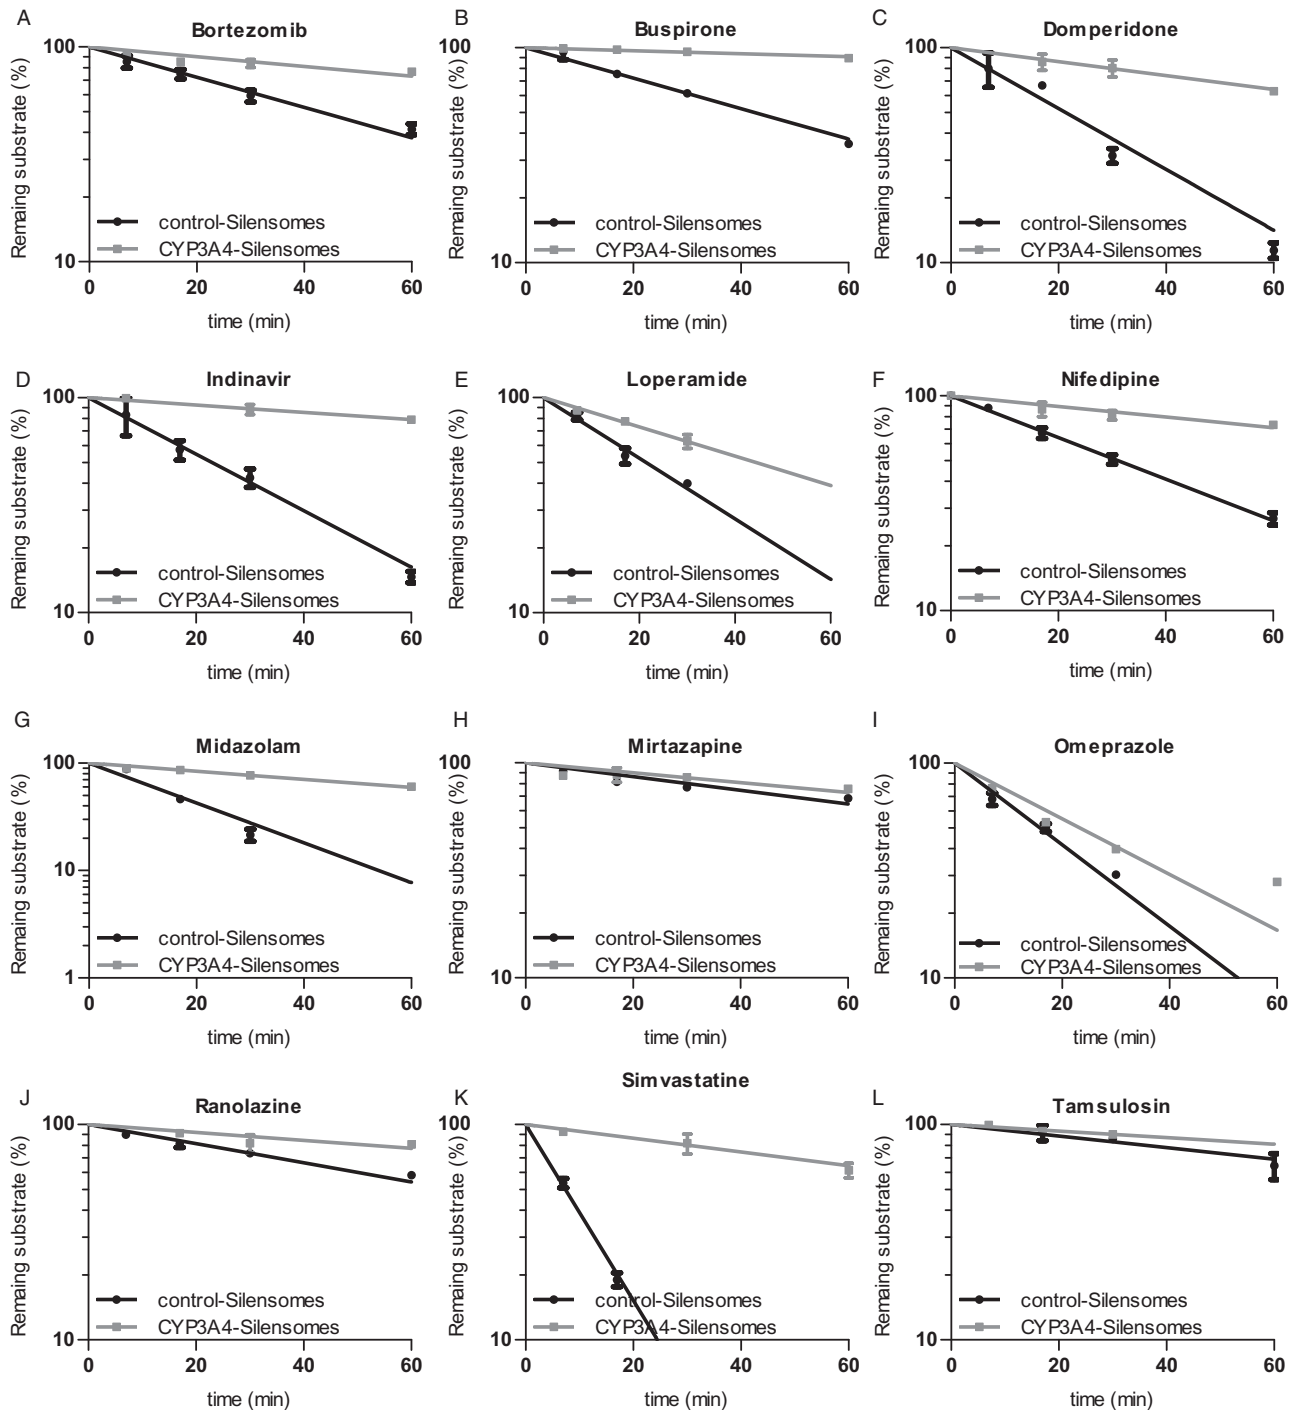 A
Bortezomib
100
10
Remaing substrate (%)
control-Silensomes
CYP3A4-Silensomes
0 20 40 60
time (min)
B
Buspirone
100
10
Remaing substrate (%)
control-Silensomes
CYP3A4-Silensomes
0 20 40 60
time (min)
C
Domperidone
100
10
Remaing substrate (%)
control-Silensomes
CYP3A4-Silensomes
0 20 40 60
time (min)
D
Indinavir
100
10
Remaing substrate (%)
control-Silensomes
CYP3A4-Silensomes
0 20 40 60
time (min)
E
Loperamide
100
10
Remaing substrate (%)
control-Silensomes
CYP3A4-Silensomes
0 20 40 60
time (min)
F
Nifedipine
100
10
Remaing substrate (%)
control-Silensomes
CYP3A4-Silensomes
0 20 40 60
time (min)
G
Midazolam
100
10
1
Remaing substrate (%)
control-Silensomes
CYP3A4-Silensomes
0 20 40 60
time (min)
H
Mirtazapine
100
10
Remaing substrate (%)
control-Silensomes
CYP3A4-Silensomes
0 20 40 60
time (min)
I
Omeprazole
100
10
Remaing substrate (%)
control-Silensomes
CYP3A4-Silensomes
0 20 40 60
time (min)
J
Ranolazine
100
10
Remaing substrate (%)
control-Silensomes
CYP3A4-Silensomes
0 20 40 60
time (min)
K
Simvastatine
100
10
Remaing substrate (%)
control-Silensomes
CYP3A4-Silensomes
0 20 40 60
time (min)
L
Tamsulosin
100
10
Remaing substrate (%)
control-Silensomes
CYP3A4-Silensomes
0 20 40 60
time (min)